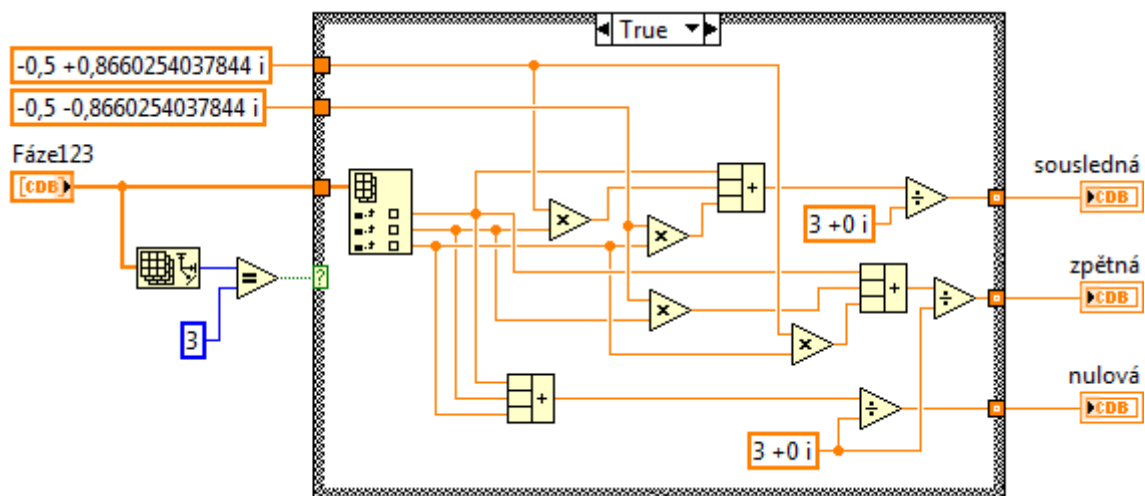 True
-0,5 +0,8660254037844 i
-0,5 -0,8660254037844 i
Fáze123
[CDB]
sousledná
CDB
3 +0 i
?
zpětná
CDB
3
nulová
CDB
3 +0 i